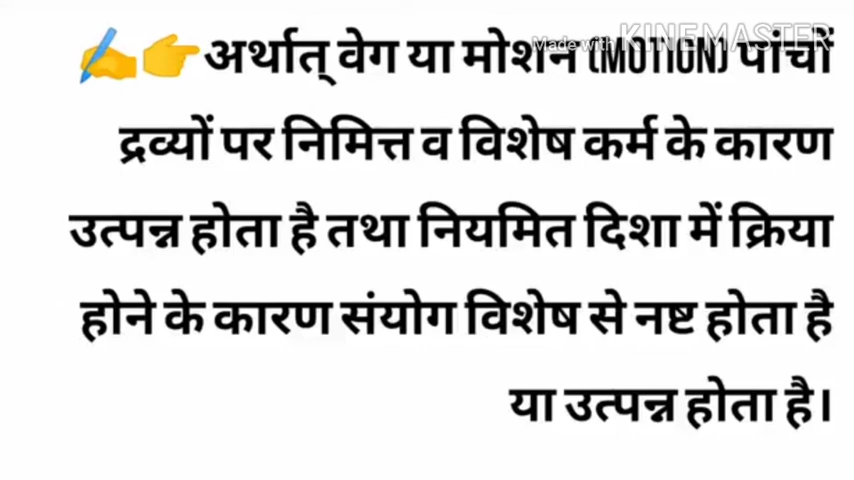 Made with KINEMASTER
✍👉अर्थात् वेग या मोशन (MOTION) पांचों
द्रव्यों पर निमित्त व विशेष कर्म के कारण
उत्पन्न होता है तथा नियमित दिशा में क्रिया
होने के कारण संयोग विशेष से नष्ट होता है
या उत्पन्न होता है।